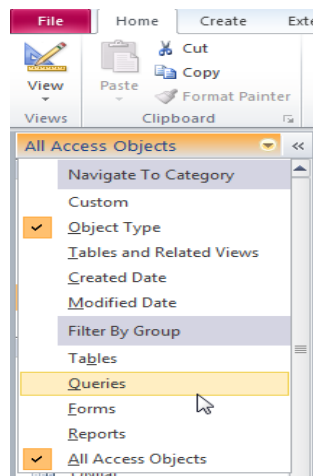 File Home Create Exte
View Paste Cut
Copy
Format Painter
Views Clipboard
All Access Objects
Navigate To Category
Custom
Object Type
Tables and Related Views
Created Date
Modified Date
Filter By Group
Tables
Queries
Forms
Reports
All Access Objects